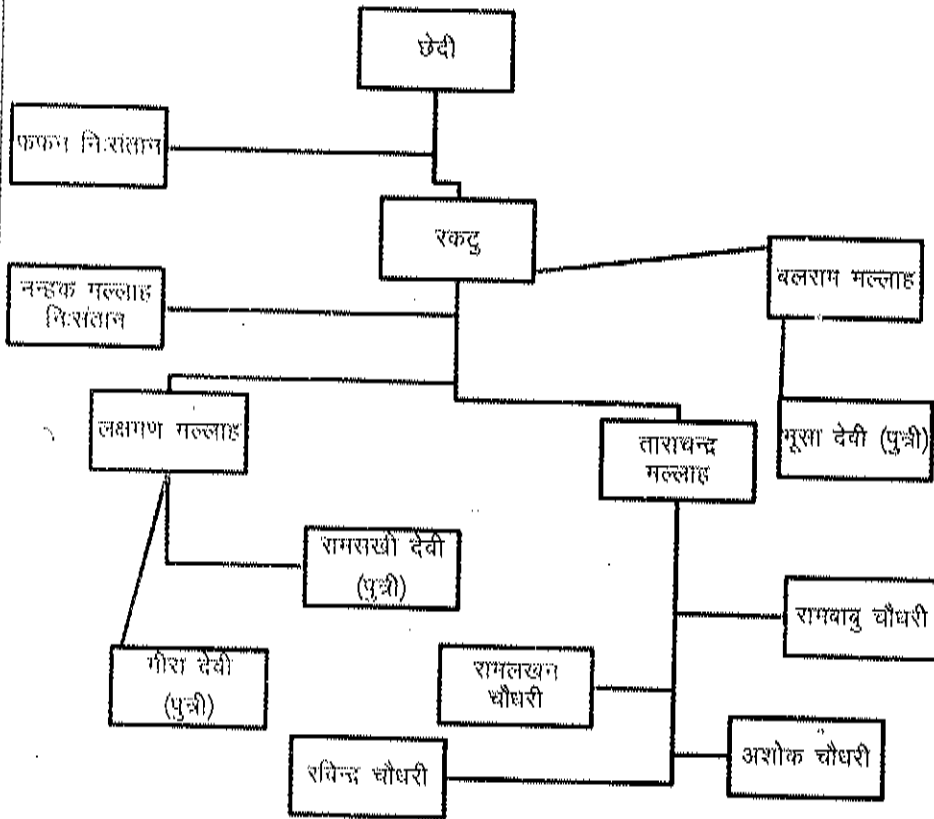 छेदी
फफन निःसंतान
रकटु
बलराम मल्लाह
नन्हक मल्लाह
निःसंतान
लक्षमण मल्लाह
ताराचन्द्र
मल्लाह
भूसा देवी (पुत्री)
रामसखी देवी
(पुत्री)
रामबाबु चौधरी
मीरा देवी
(पुत्री)
रामलखन
चौधरी
रविन्द्र चौधरी
अशोक चौधरी